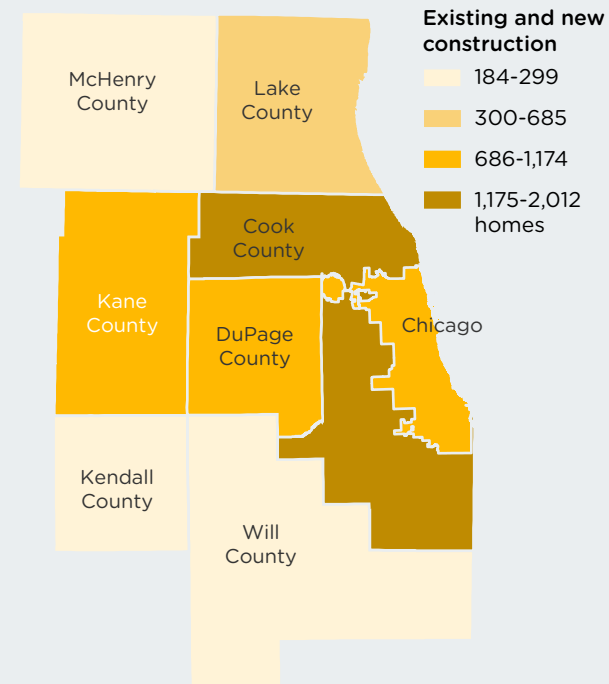 Existing and new
construction
184-299
300-685
686-1,174
1,175-2,012
homes
McHenry
County
Lake
County
Cook
County
Kane
County
DuPage
County
Chicago
Kendall
County
Will
County